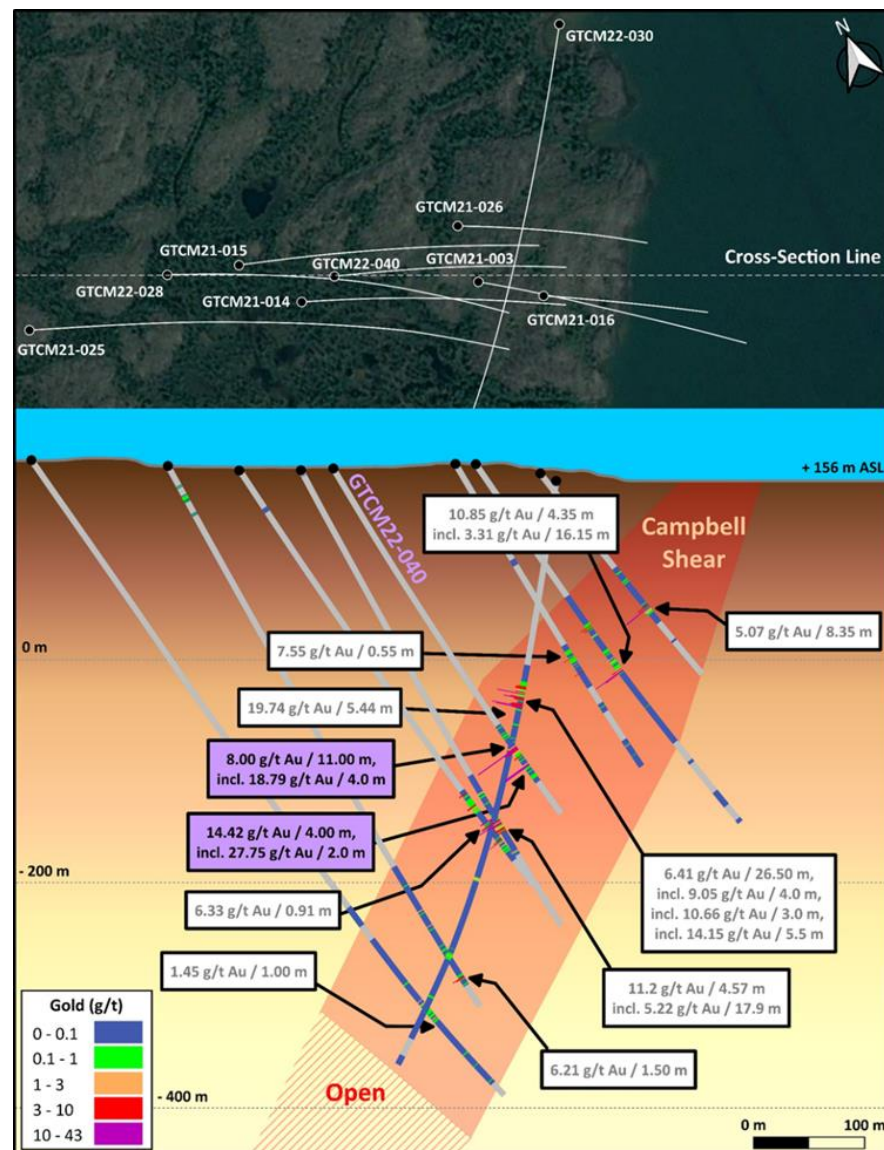 GTCM22-030
N
GTCM21-026
GTCM21-015
GTCM22-040
GTCM21-003
Cross-Section Line
GTCM22-028
GTCM21-014
GTCM21-016
GTCM21-025
+ 156 m ASL
GTCM22-040
10.85 g/t Au / 4.35 m
incl. 3.31 g/t Au / 16.15 m
Campbell
Shear
5.07 g/t Au / 8.35 m
0 m
7.55 g/t Au / 0.55 m
19.74 g/t Au / 5.44 m
8.00 g/t Au / 11.00 m,
incl. 18.79 g/t Au / 4.0 m
14.42 g/t Au / 4.00 m,
incl. 27.75 g/t Au / 2.0 m
- 200 m
6.41 g/t Au / 26.50 m,
incl. 9.05 g/t Au / 4.0 m,
incl. 10.66 g/t Au / 3.0 m,
incl. 14.15 g/t Au / 5.5 m
6.33 g/t Au / 0.91 m
1.45 g/t Au / 1.00 m
11.2 g/t Au / 4.57 m
incl. 5.22 g/t Au / 17.9 m
6.21 g/t Au / 1.50 m
Gold (g/t)
0 - 0.1
0.1 - 1
1 - 3
3 - 10
10 - 43
Open
- 400 m
0 m 100 m